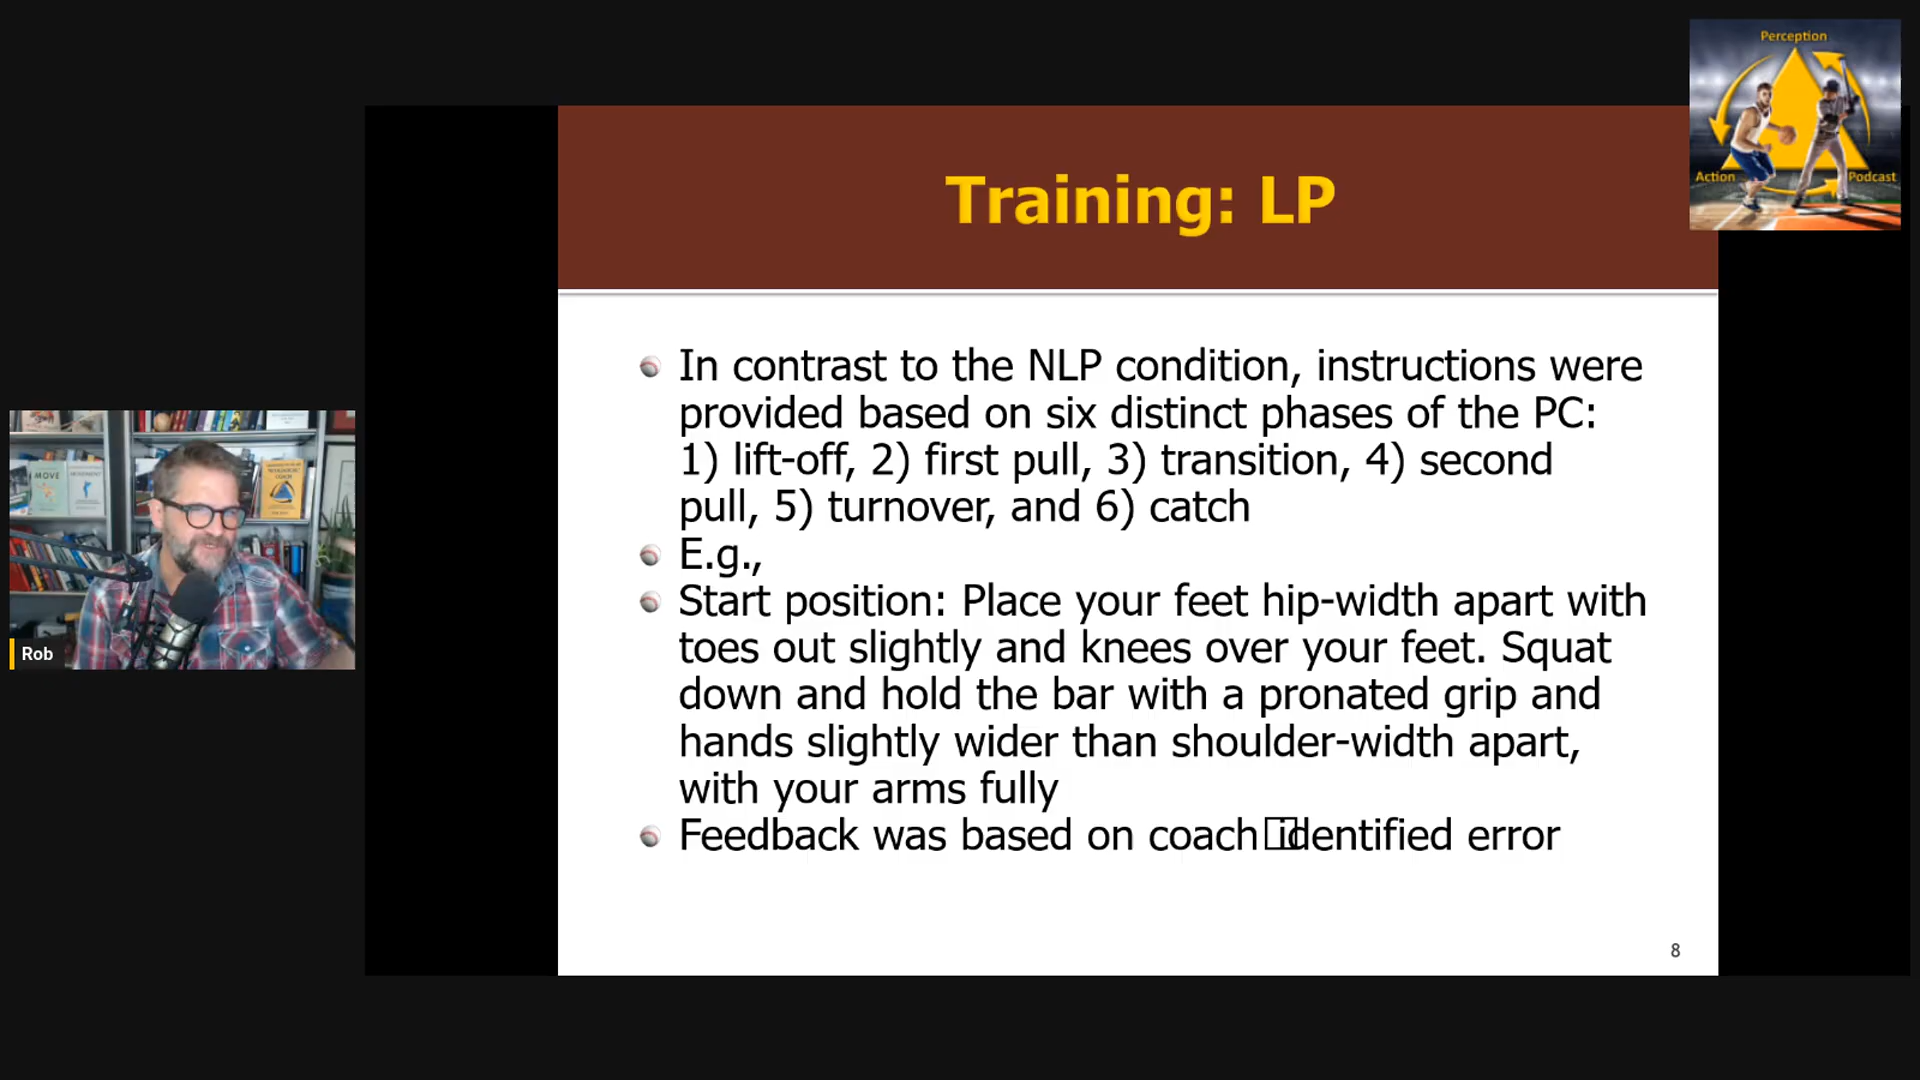 Perception
Action
Podcast
Training: LP
In contrast to the NLP condition, instructions were
provided based on six distinct phases of the PC:
1) lift-off, 2) first pull, 3) transition, 4) second
pull, 5) turnover, and 6) catch
E.g.,
Start position: Place your feet hip-width apart with
toes out slightly and knees over your feet. Squat
down and hold the bar with a pronated grip and
hands slightly wider than shoulder-width apart,
with your arms fully
Feedback was based on coach□identified error
8
MOVE
Rob